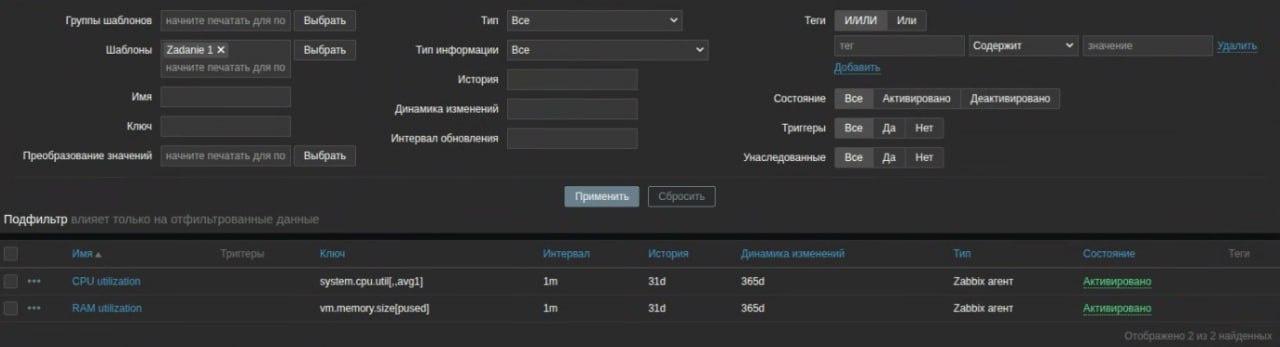 Группы шаблонов начните печатать для по Выбрать Тип Все Теги И/ИЛИ Или
Шаблоны Zadanie 1 ✕ Выбрать Тип информации Все тег Содержит значение Удалить
начните печатать для по Добавить
История
Имя Состояние Все Активировано Деактивировано
Динамика изменений
Ключ Триггеры Все Да Нет
Интервал обновления
Преобразование значений начните печатать для по Выбрать Унаследованные Все Да Нет
Применить Сбросить
Подфильтр влияет только на отфильтрованные данные
Имя Триггеры Ключ Интервал История Динамика изменений Тип Состояние Теги
CPU utilization system.cpu.util[,,avg1] 1m 31d 365d Zabbix агент Активировано
RAM utilization vm.memory.size[pused] 1m 31d 365d Zabbix агент Активировано
Отображено 2 из 2 найденных